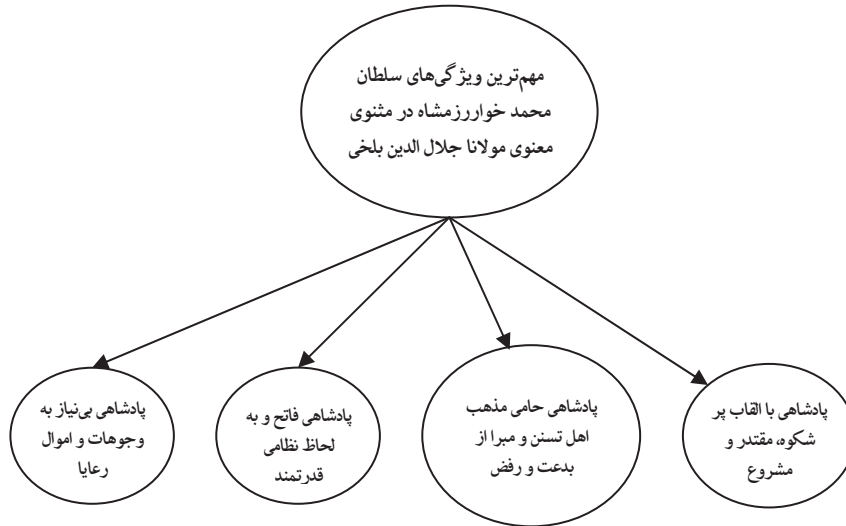 مهم‌ترین ویژگی‌های سلطان
محمد خواررزمشاه در مثنوی
معنوی مولانا جلال الدین بلخی
پادشاهی با القاب پر
شکوه، مقتدر و
مشروع
پادشاهی حامی مذهب
اهل تسنن و مبرا از
بدعت و رفض
پادشاهی فاتح و به
لحاظ نظامی
قدرتمند
پادشاهی بی‌نیاز به
وجوهات و اموال
رعایا